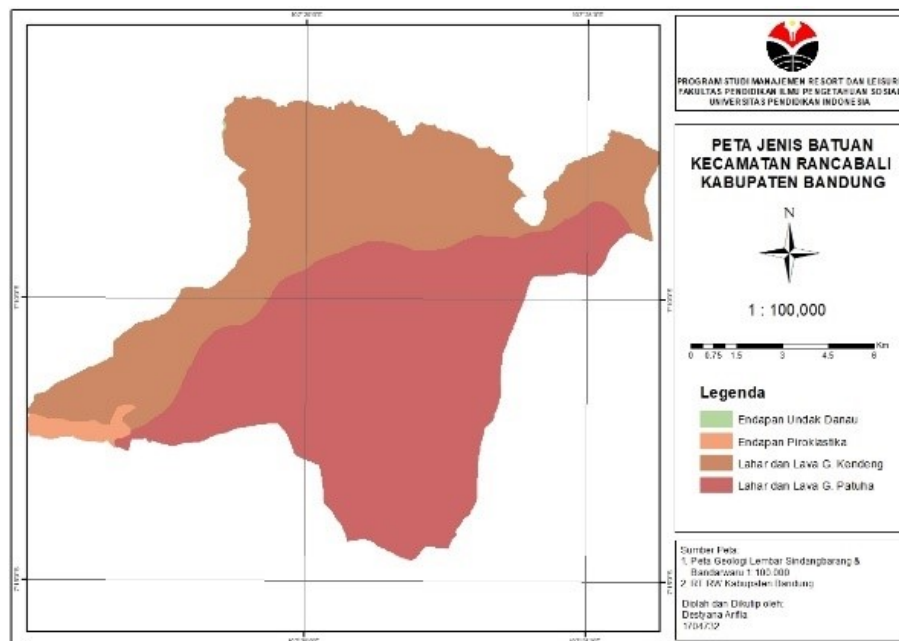 PROGRAM STUDI MANAJEMEN RESORT DAN LEISURE
FAKULTAS PENDIDIKAN ILMU PENGETAHUAN SOSIAL
UNIVERSITAS PENDIDIKAN INDONESIA
PETA JENIS BATUAN
KECAMATAN RANCABALI
KABUPATEN BANDUNG
N
1 : 100,000
Km
0 0.75 1.5 3 4.5 6
Legenda
Endapan Undak Danau
Endapan Piroklastika
Lahar dan Lava G. Kendeng
Lahar dan Lava G. Patuha
Sumber Peta:
1. Peta Geologi Lembar Sindangbarang &
Bandarwaru 1:100.000
2. RT RW Kabupaten Bandung
Diolah dan Dikutip oleh:
Destyana Arifia
1704732